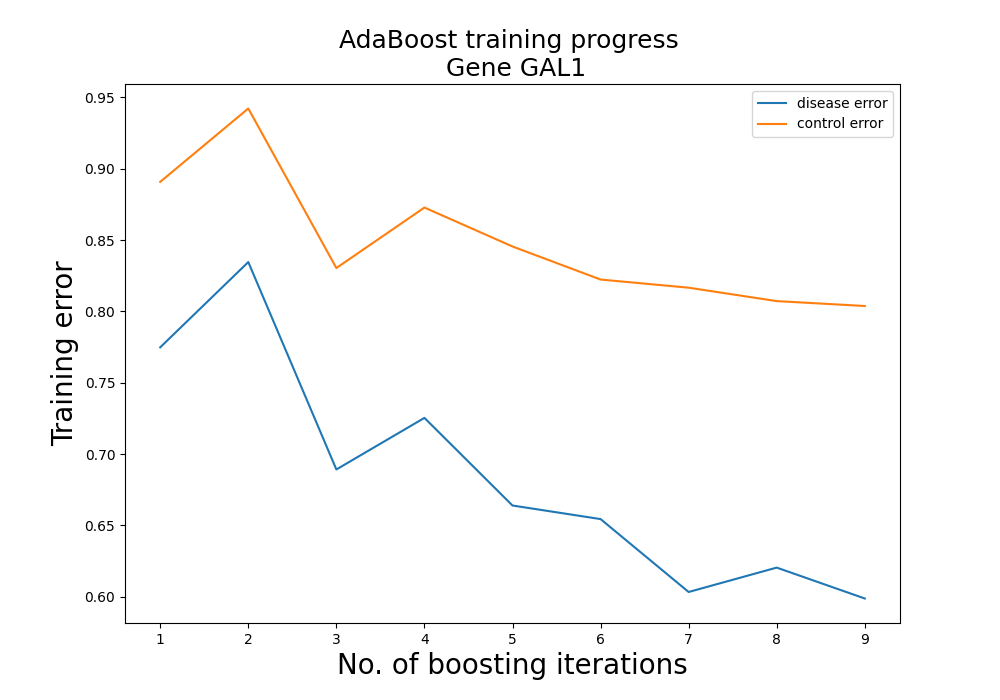 AdaBoost training progress
Gene GAL1
disease error
control error
Training error
0.95
0.90
0.85
0.80
0.75
0.70
0.65
0.60
1 2 3 4 5 6 7 8 9
No. of boosting iterations